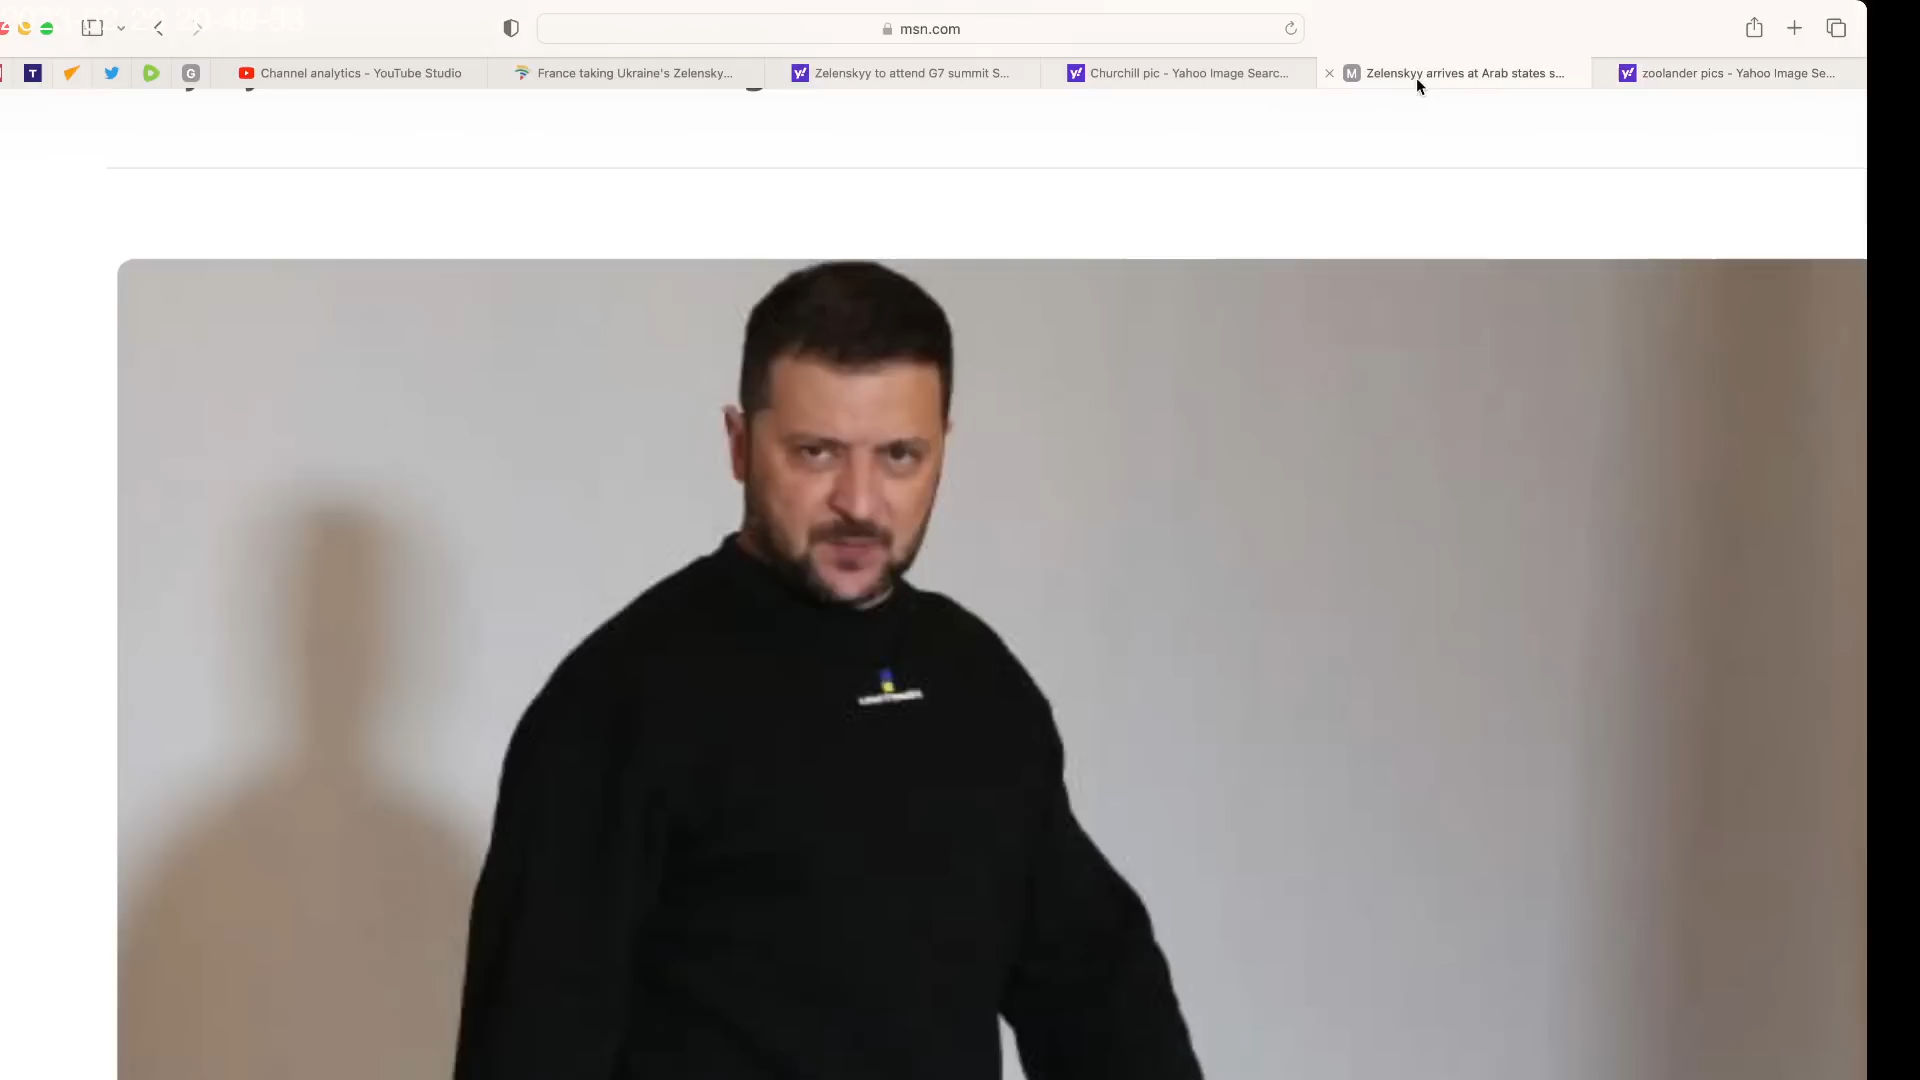 msn.com
T
G
Channel analytics - YouTube Studio
France taking Ukraine's Zelensky...
y!
Zelenskyy to attend G7 summit S...
y!
Churchill pic - Yahoo Image Searc...
M
Zelenskyy arrives at Arab states s...
y!
zoolander pics - Yahoo Image Se...